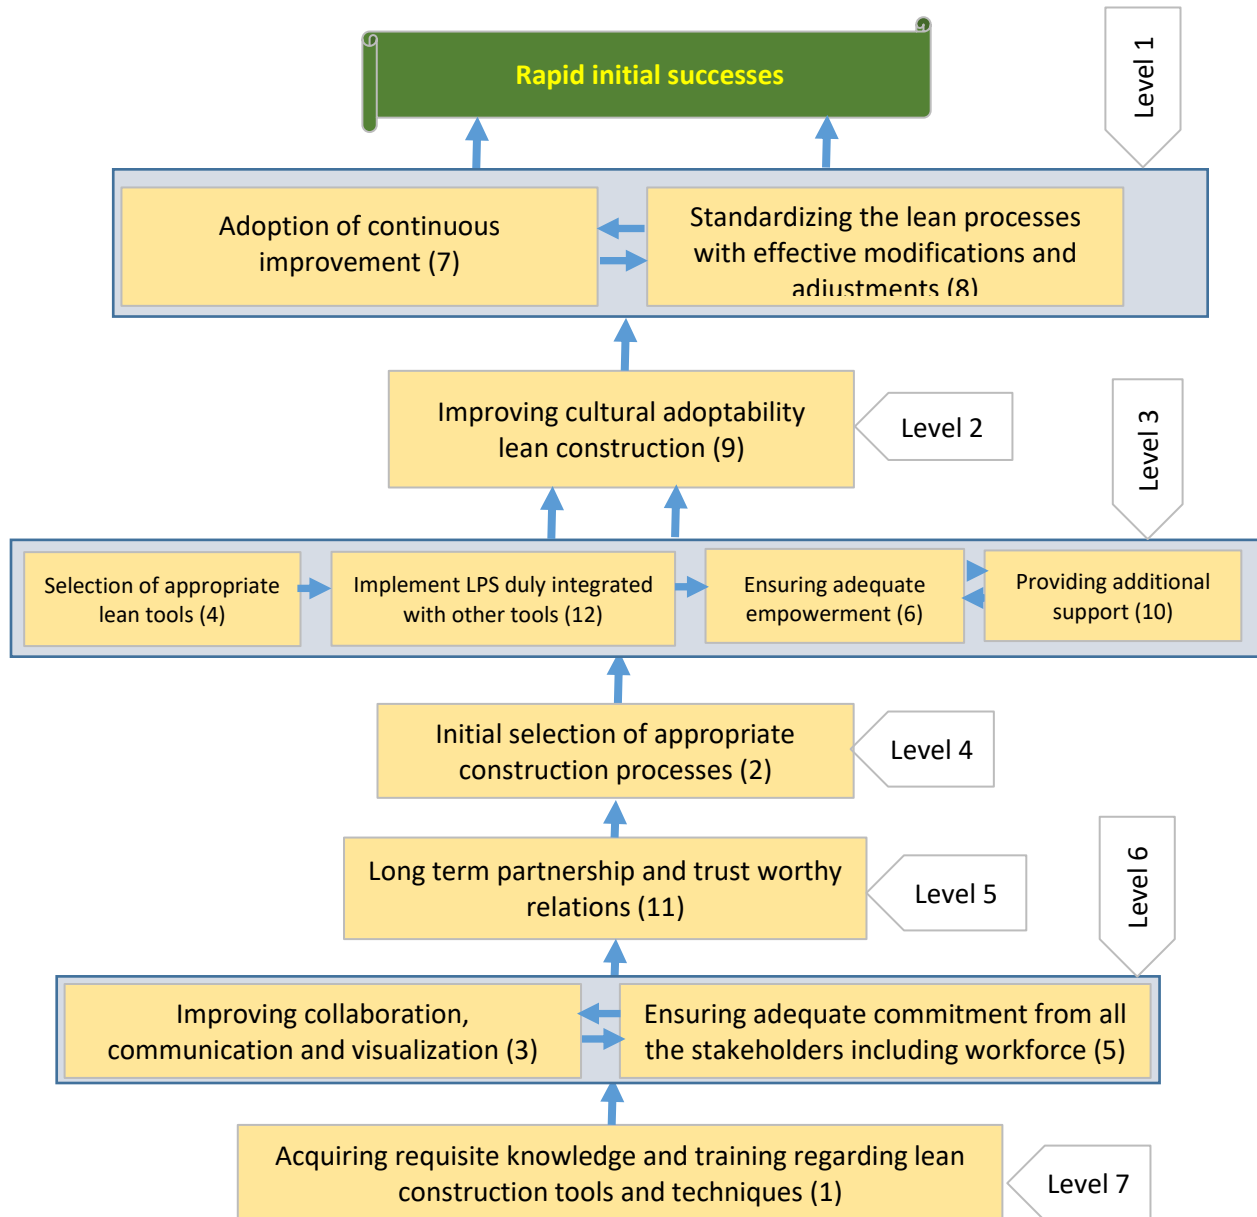 Rapid initial successes
Level 1
Adoption of continuous
improvement (7)
Standardizing the lean processes
with effective modifications and
adjustments (8)
Improving cultural adoptability
lean construction (9)
Level 2
Level 3
Selection of appropriate
lean tools (4)
Implement LPS duly integrated
with other tools (12)
Ensuring adequate
empowerment (6)
Providing additional
support (10)
Initial selection of appropriate
construction processes (2)
Level 4
Long term partnership and trust worthy
relations (11)
Level 5
Level 6
Improving collaboration,
communication and visualization (3)
Ensuring adequate commitment from all
the stakeholders including workforce (5)
Acquiring requisite knowledge and training regarding lean
construction tools and techniques (1)
Level 7